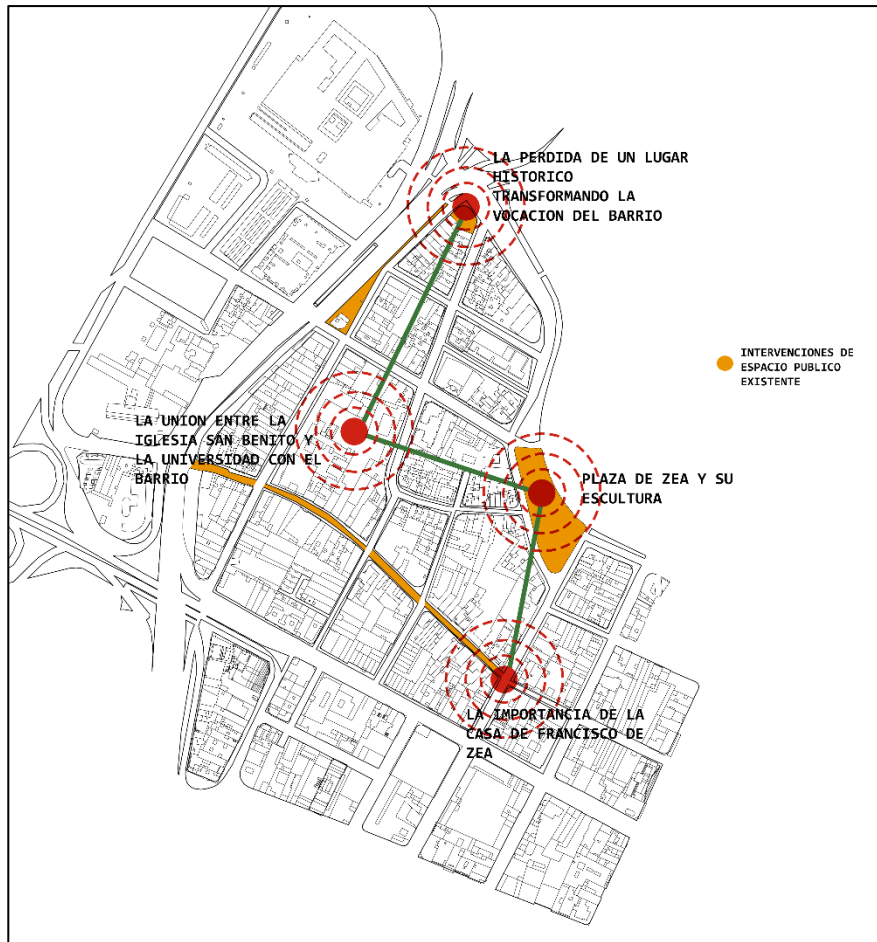 LA PERDIDA DE UN LUGAR
HISTORICO
TRANSFORMANDO LA
VOCACION DEL BARRIO
INTERVENCIONES DE
ESPACIO PUBLICO
EXISTENTE
LA UNION ENTRE LA
IGLESIA SAN BENITO Y
LA UNIVERSIDAD CON EL
BARRIO
PLAZA DE ZEA Y SU
ESCULTURA
LA IMPORTANCIA DE LA
CASA DE FRANCISCO DE
ZEA